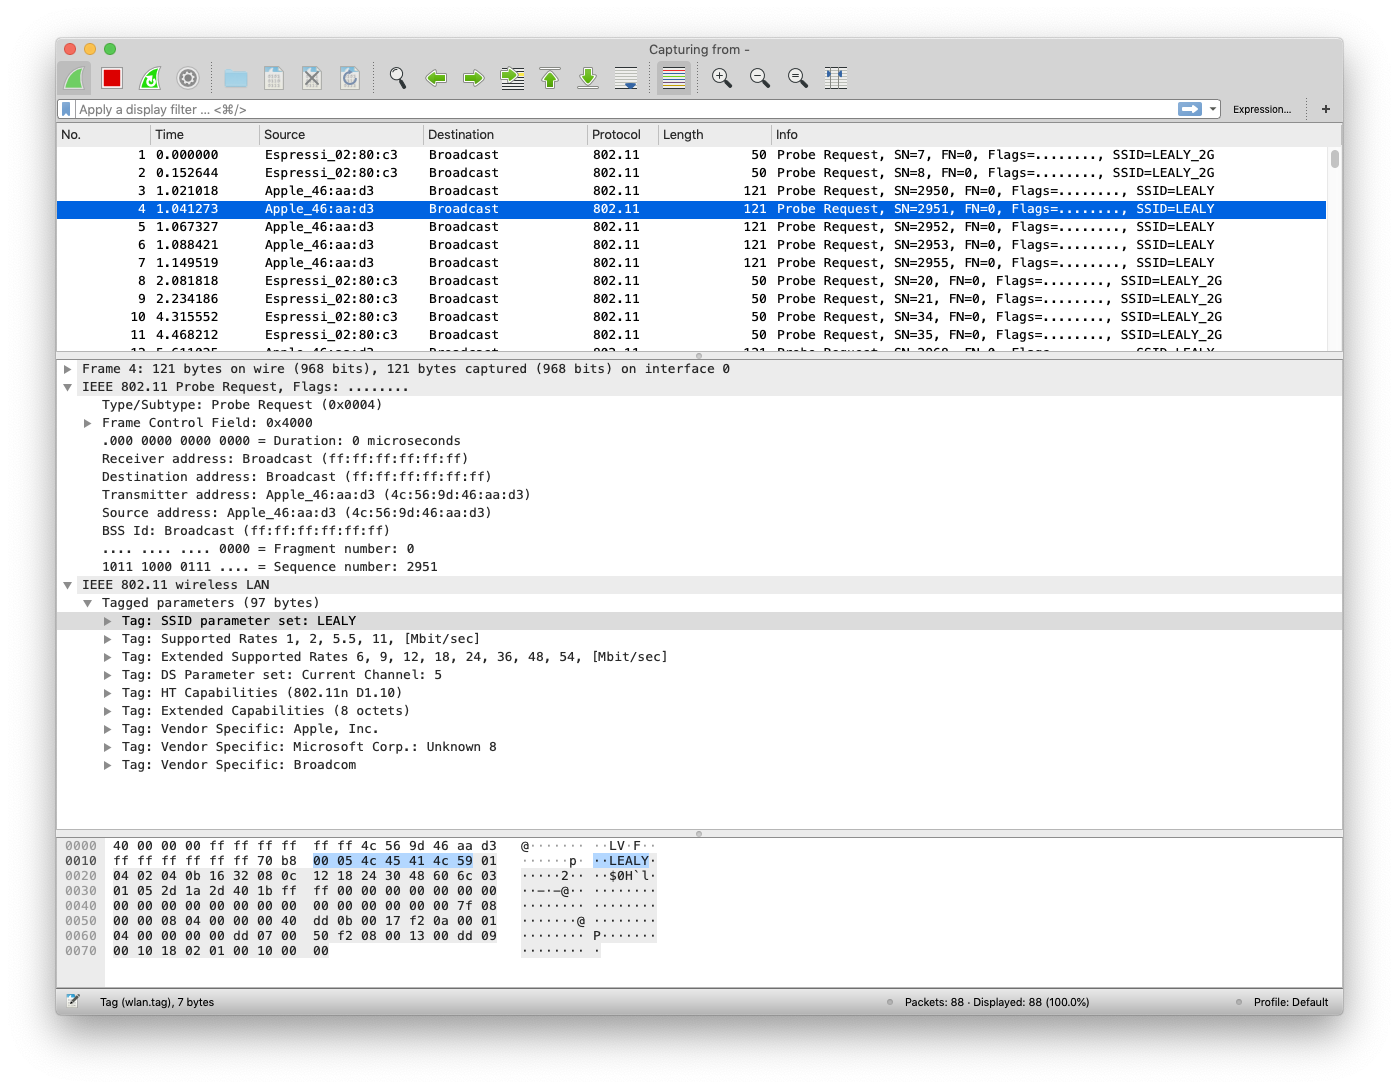 Capturing from -
Apply a display filter ... <⌘/>
Expression... +
No. Time Source Destination Protocol Length Info
1 0.000000 Espressi_02:80:c3 Broadcast 802.11 50 Probe Request, SN=7, FN=0, Flags=........, SSID=LEALY_2G
2 0.152644 Espressi_02:80:c3 Broadcast 802.11 50 Probe Request, SN=8, FN=0, Flags=........, SSID=LEALY_2G
3 1.021018 Apple_46:aa:d3 Broadcast 802.11 121 Probe Request, SN=2950, FN=0, Flags=........, SSID=LEALY
4 1.041273 Apple_46:aa:d3 Broadcast 802.11 121 Probe Request, SN=2951, FN=0, Flags=........, SSID=LEALY
5 1.067327 Apple_46:aa:d3 Broadcast 802.11 121 Probe Request, SN=2952, FN=0, Flags=........, SSID=LEALY
6 1.088421 Apple_46:aa:d3 Broadcast 802.11 121 Probe Request, SN=2953, FN=0, Flags=........, SSID=LEALY
7 1.149519 Apple_46:aa:d3 Broadcast 802.11 121 Probe Request, SN=2955, FN=0, Flags=........, SSID=LEALY
8 2.081818 Espressi_02:80:c3 Broadcast 802.11 50 Probe Request, SN=20, FN=0, Flags=........, SSID=LEALY_2G
9 2.234186 Espressi_02:80:c3 Broadcast 802.11 50 Probe Request, SN=21, FN=0, Flags=........, SSID=LEALY_2G
10 4.315552 Espressi_02:80:c3 Broadcast 802.11 50 Probe Request, SN=34, FN=0, Flags=........, SSID=LEALY_2G
11 4.468212 Espressi_02:80:c3 Broadcast 802.11 50 Probe Request, SN=35, FN=0, Flags=........, SSID=LEALY_2G
Frame 4: 121 bytes on wire (968 bits), 121 bytes captured (968 bits) on interface 0
IEEE 802.11 Probe Request, Flags: ........
Type/Subtype: Probe Request (0x0004)
Frame Control Field: 0x4000
.000 0000 0000 0000 = Duration: 0 microseconds
Receiver address: Broadcast (ff:ff:ff:ff:ff:ff)
Destination address: Broadcast (ff:ff:ff:ff:ff:ff)
Transmitter address: Apple_46:aa:d3 (4c:56:9d:46:aa:d3)
Source address: Apple_46:aa:d3 (4c:56:9d:46:aa:d3)
BSS Id: Broadcast (ff:ff:ff:ff:ff:ff)
.... .... .... 0000 = Fragment number: 0
1011 1000 0111 .... = Sequence number: 2951
IEEE 802.11 wireless LAN
Tagged parameters (97 bytes)
Tag: SSID parameter set: LEALY
Tag: Supported Rates 1, 2, 5.5, 11, [Mbit/sec]
Tag: Extended Supported Rates 6, 9, 12, 18, 24, 36, 48, 54, [Mbit/sec]
Tag: DS Parameter set: Current Channel: 5
Tag: HT Capabilities (802.11n D1.10)
Tag: Extended Capabilities (8 octets)
Tag: Vendor Specific: Apple, Inc.
Tag: Vendor Specific: Microsoft Corp.: Unknown 8
Tag: Vendor Specific: Broadcom
0000 40 00 00 00 ff ff ff ff ff ff 4c 56 9d 46 aa d3 @······· ··LV·F··
0010 ff ff ff ff ff ff 70 b8 00 05 4c 45 41 4c 59 01 ······p· ··LEALY·
0020 04 02 04 0b 16 32 08 0c 12 18 24 30 48 60 6c 03 ·····2·· ··$0H`l·
0030 01 05 2d 1a 2d 40 1b ff ff 00 00 00 00 00 00 00 ··-·-@·· ········
0040 00 00 00 00 00 00 00 00 00 00 00 00 00 00 7f 08 ········ ········
0050 00 00 08 04 00 00 00 40 dd 0b 00 17 f2 0a 00 01 ·······@ ········
0060 04 00 00 00 00 dd 07 00 50 f2 08 00 13 00 dd 09 ········ P·······
0070 00 10 18 02 01 00 10 00 00 ········ ·
Tag (wlan.tag), 7 bytes
Packets: 88 · Displayed: 88 (100.0%)
Profile: Default